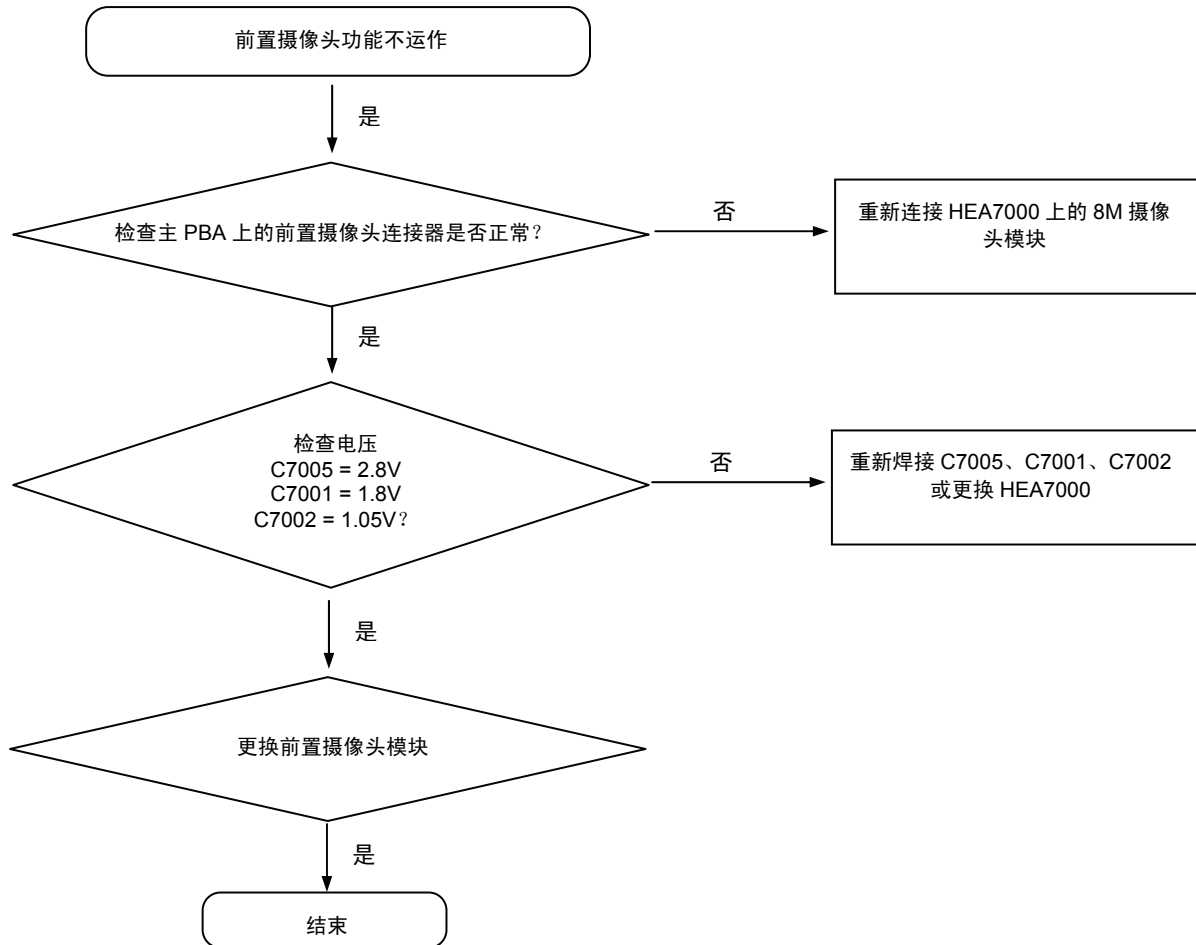 前置摄像头功能不运作
是
检查主 PBA 上的前置摄像头连接器是否正常？
否
重新连接 HEA7000 上的 8M 摄像
头模块
是
检查电压
C7005 = 2.8V
C7001 = 1.8V
C7002 = 1.05V？
否
重新焊接 C7005、C7001、C7002
或更换 HEA7000
是
更换前置摄像头模块
是
结束